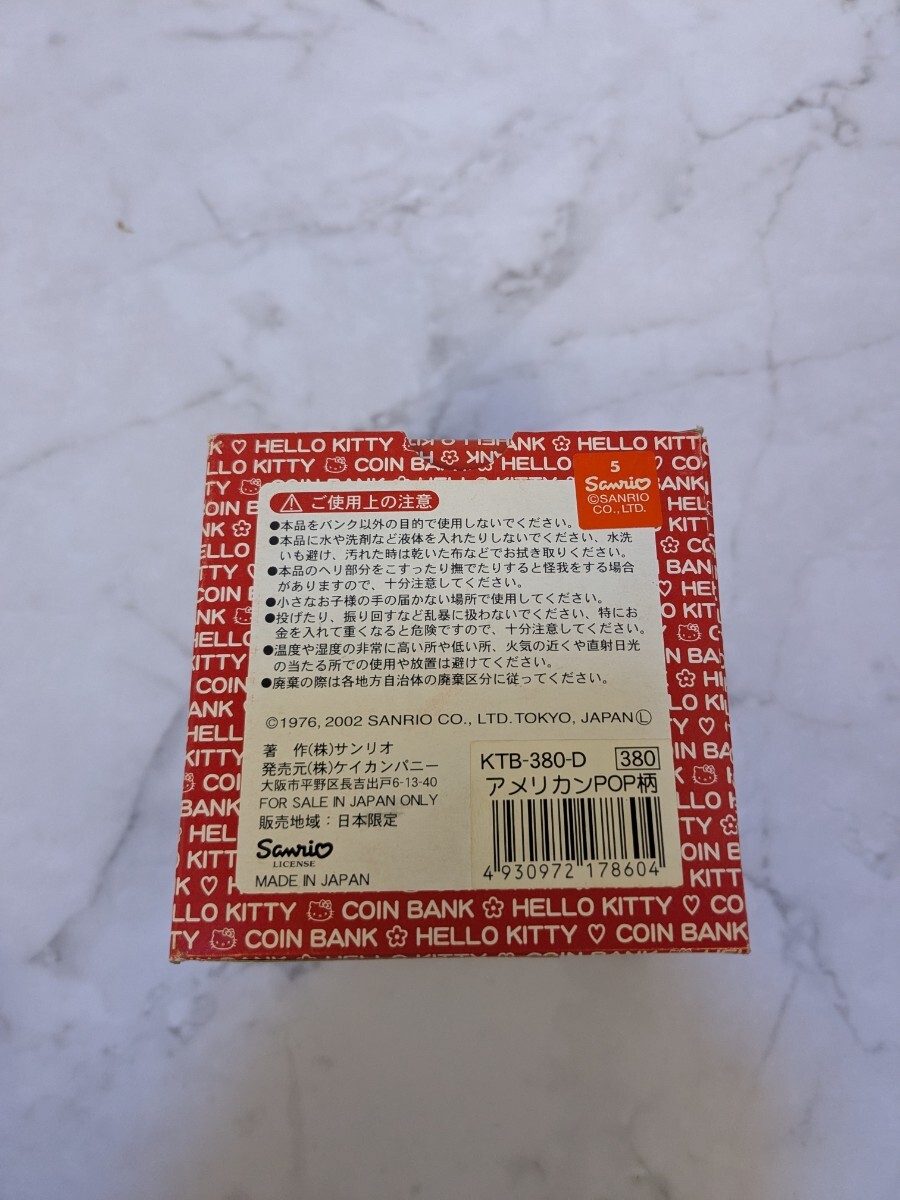 K ♡ HELLO KITTY
ANK ✿ HELLO KITTY
LLO KITTY COIN BANK
♡ CO
5
Sanrio
©SANRIO
CO., LTD.
⚠ ご使用上の注意
●本品をバンク以外の目的で使用しないでください。
●本品に水や洗剤など液体を入れたりしないでください、水洗
いも避け、汚れた時は乾いた布などでお拭き取りください。
●本品のヘリ部分をこすったり撫でたりすると怪我をする場合
がありますので、十分注意してください。
●小さなお子様の手の届かない場所で使用してください。
●投げたり、振り回すなど乱暴に扱わないでください、特にお
金を入れて重くなると危険ですので、十分注意してください。
●温度や湿度の非常に高い所や低い所、火気の近くや直射日光
の当たる所での使用や放置は避けてください。
●廃棄の際は各地方自治体の廃棄区分に従ってください。
©1976, 2002 SANRIO CO., LTD. TOKYO, JAPAN Ⓛ
著 作(株)サンリオ
発売元(株)ケイカンパニー
大阪市平野区長吉出戸6-13-40
FOR SALE IN JAPAN ONLY
販売地域：日本限定
Sanrio
LICENSE
MADE IN JAPAN
KTB-380-D 380
アメリカンPOP柄
4 930972 178604
LLO KITTY COIN BANK ✿ HELLO KITTY ♡ CO
TY COIN BANK ✿ HELLO KITTY ♡ COIN BANK